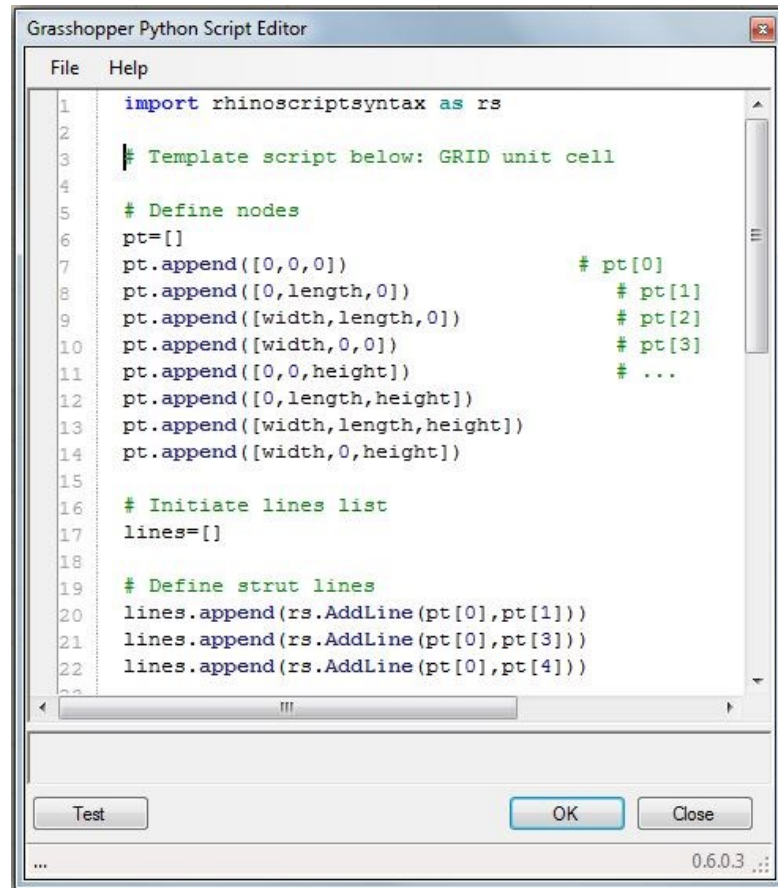 Grasshopper Python Script Editor
File Help
1 import rhinoscriptsyntax as rs
2
3 # Template script below: GRID unit cell
4
5 # Define nodes
6 pt=[]
7 pt.append([0,0,0]) # pt[0]
8 pt.append([0,length,0]) # pt[1]
9 pt.append([width,length,0]) # pt[2]
10 pt.append([width,0,0]) # pt[3]
11 pt.append([0,0,height]) # ...
12 pt.append([0,length,height])
13 pt.append([width,length,height])
14 pt.append([width,0,height])
15
16 # Initiate lines list
17 lines=[]
18
19 # Define strut lines
20 lines.append(rs.AddLine(pt[0],pt[1]))
21 lines.append(rs.AddLine(pt[0],pt[3]))
22 lines.append(rs.AddLine(pt[0],pt[4]))
Test OK Close
... 0.6.0.3